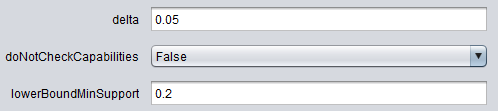 delta 0.05
doNotCheckCapabilities False
lowerBoundMinSupport 0.2